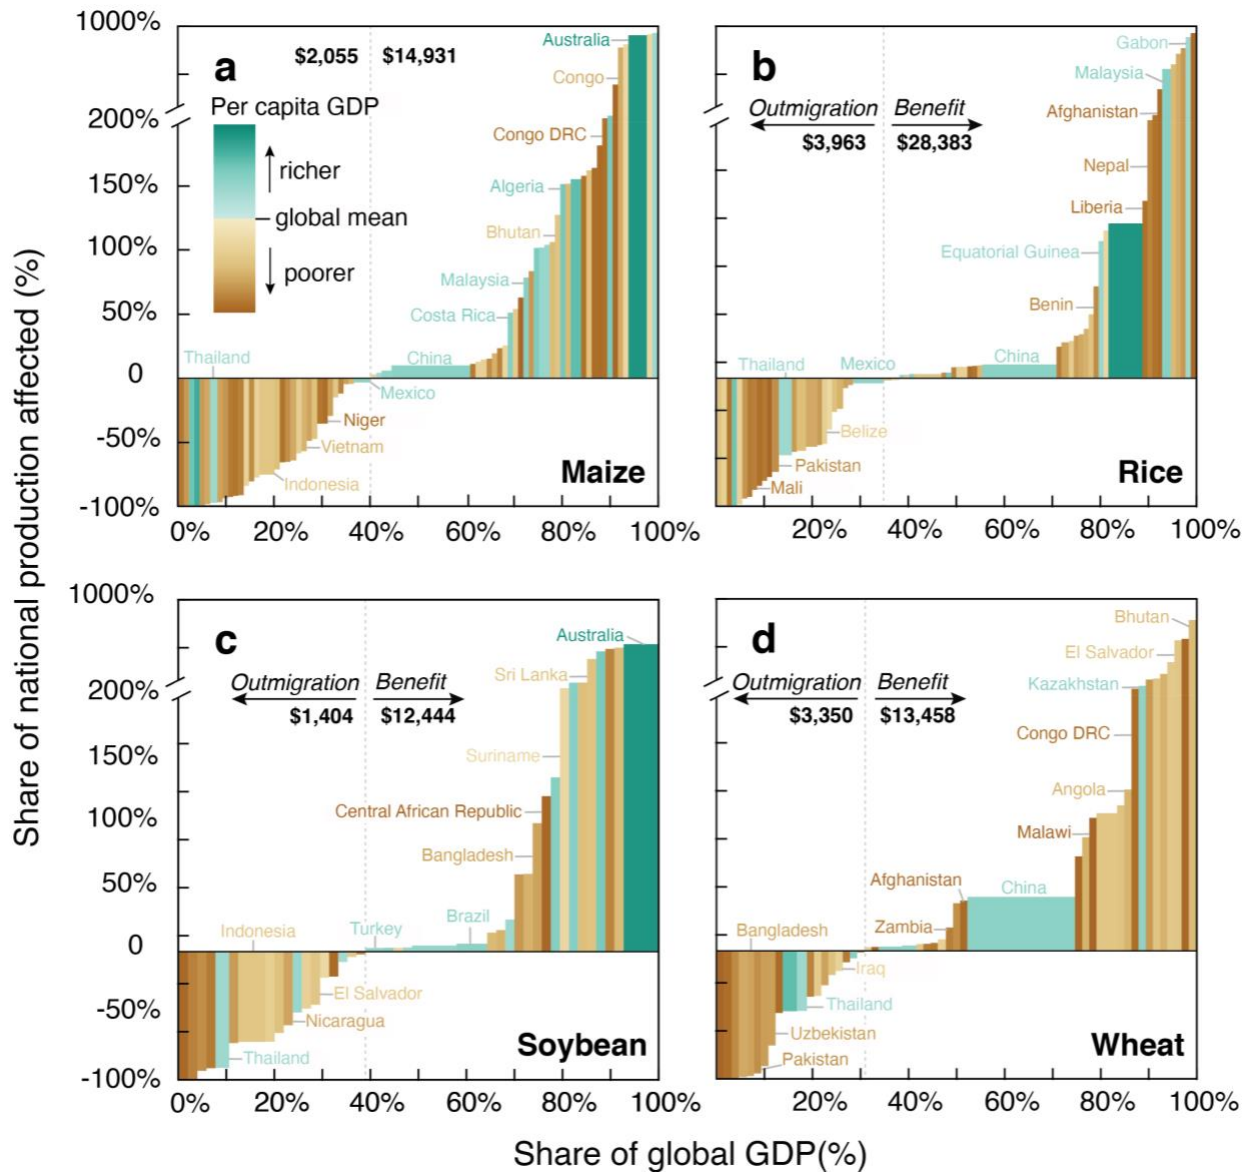 1000%
200%
150%
100%
50%
0
-50%
-100%
a
$2,055 $14,931
Per capita GDP
richer
global mean
poorer
Australia
Congo
Congo DRC
Algeria
Bhutan
Malaysia
Costa Rica
China
Thailand
Mexico
Niger
Vietnam
Indonesia
Maize
0% 20% 40% 60% 80% 100%
b
Outmigration Benefit
$3,963 $28,383
Gabon
Malaysia
Afghanistan
Nepal
Liberia
Equatorial Guinea
Benin
Thailand
Mexico
China
Belize
Pakistan
Mali
Rice
20% 40% 60% 80% 100%
Share of national production affected (%)
1000%
200%
150%
100%
50%
0
-50%
-100%
c
Outmigration Benefit
$1,404 $12,444
Australia
Sri Lanka
Suriname
Central African Republic
Bangladesh
Brazil
Turkey
Indonesia
El Salvador
Nicaragua
Thailand
Soybean
0% 20% 40% 60% 80% 100%
d
Outmigration Benefit
$3,350 $13,458
Bhutan
El Salvador
Kazakhstan
Congo DRC
Angola
Malawi
Afghanistan
China
Zambia
Bangladesh
Iraq
Thailand
Uzbekistan
Pakistan
Wheat
20% 40% 60% 80% 100%
Share of global GDP(%)